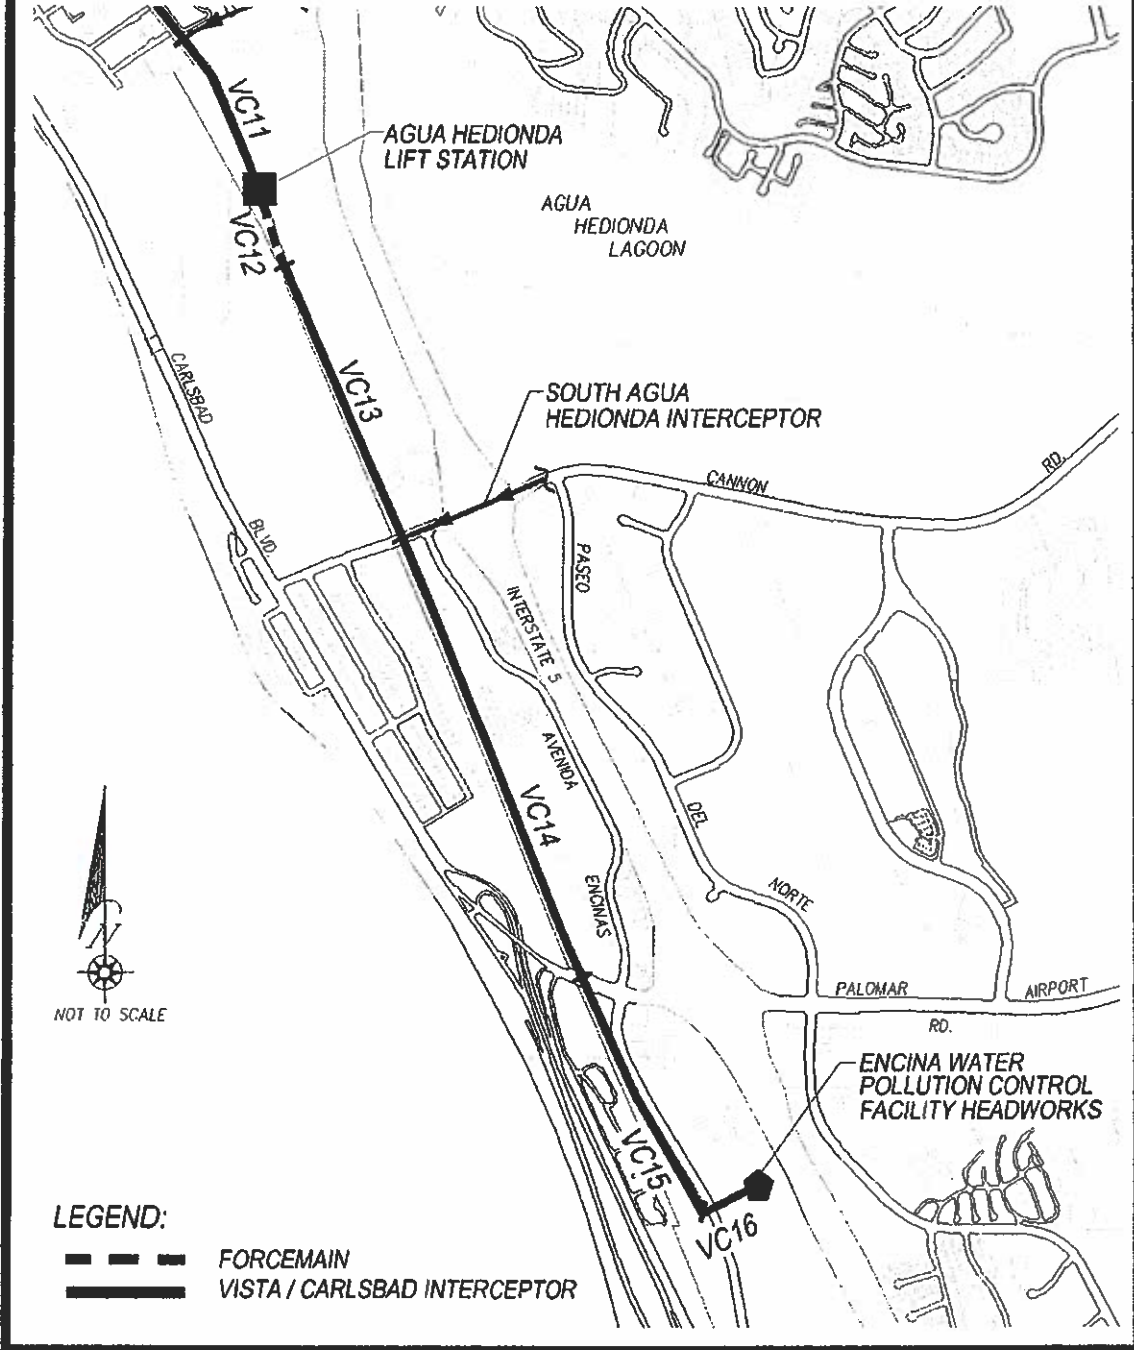 VC11
AGUA HEDIONDA
LIFT STATION
AGUA
HEDIONDA
LAGOON
VC12
CARLSBAD
VC13
SOUTH AGUA
HEDIONDA INTERCEPTOR
CANNON
RD.
BLVD.
PASEO
INTERSTATE 5
AVENIDA
VC14
DEL
ENCINAS
NORTE
N
NOT TO SCALE
PALOMAR
AIRPORT
RD.
ENCINA WATER
POLLUTION CONTROL
FACILITY HEADWORKS
VC15
VC16
LEGEND:
FORCEMAIN
VISTA / CARLSBAD INTERCEPTOR